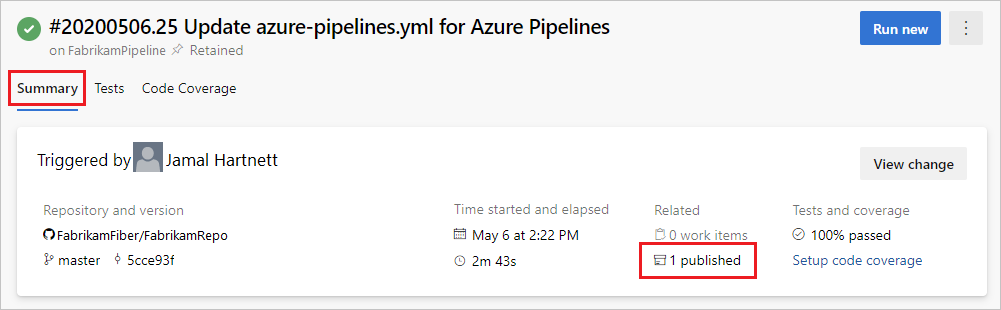 #20200506.25 Update azure-pipelines.yml for Azure Pipelines
on FabrikamPipeline Retained
Run new
Summary Tests Code Coverage
Triggered by Jamal Hartnett
View change
Repository and version
FabrikamFiber/FabrikamRepo
master 5cce93f
Time started and elapsed
May 6 at 2:22 PM
2m 43s
Related
0 work items
1 published
Tests and coverage
100% passed
Setup code coverage